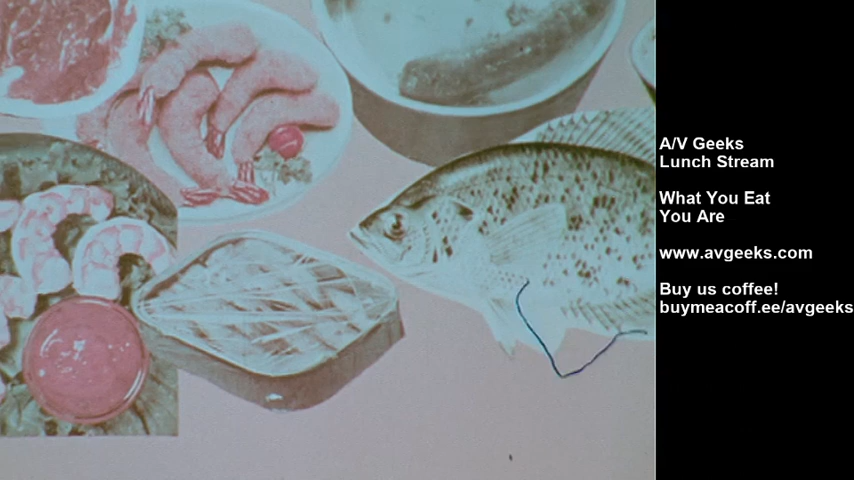 A/V Geeks
Lunch Stream
What You Eat
You Are
www.avgeeks.com
Buy us coffee!
buymeacoff.ee/avgeeks